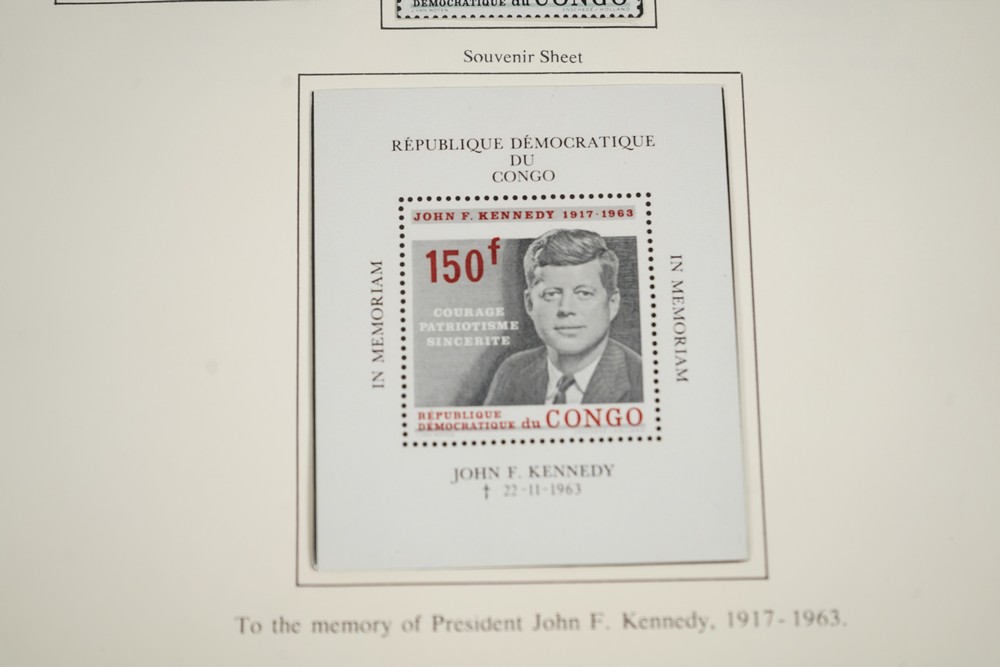 DÉMOCRATIQUE du CONGO
ENSCHEDÉ-HOLLAND
Souvenir Sheet
RÉPUBLIQUE DÉMOCRATIQUE
DU
CONGO
JOHN F. KENNEDY 1917-1963
150f
COURAGE
PATRIOTISME
SINCERITE
IN MEMORIAM
IN MEMORIAM
RÉPUBLIQUE
DÉMOCRATIQUE du CONGO
JOHN F. KENNEDY
† 22-11-1963
To the memory of President John F. Kennedy, 1917-1963.